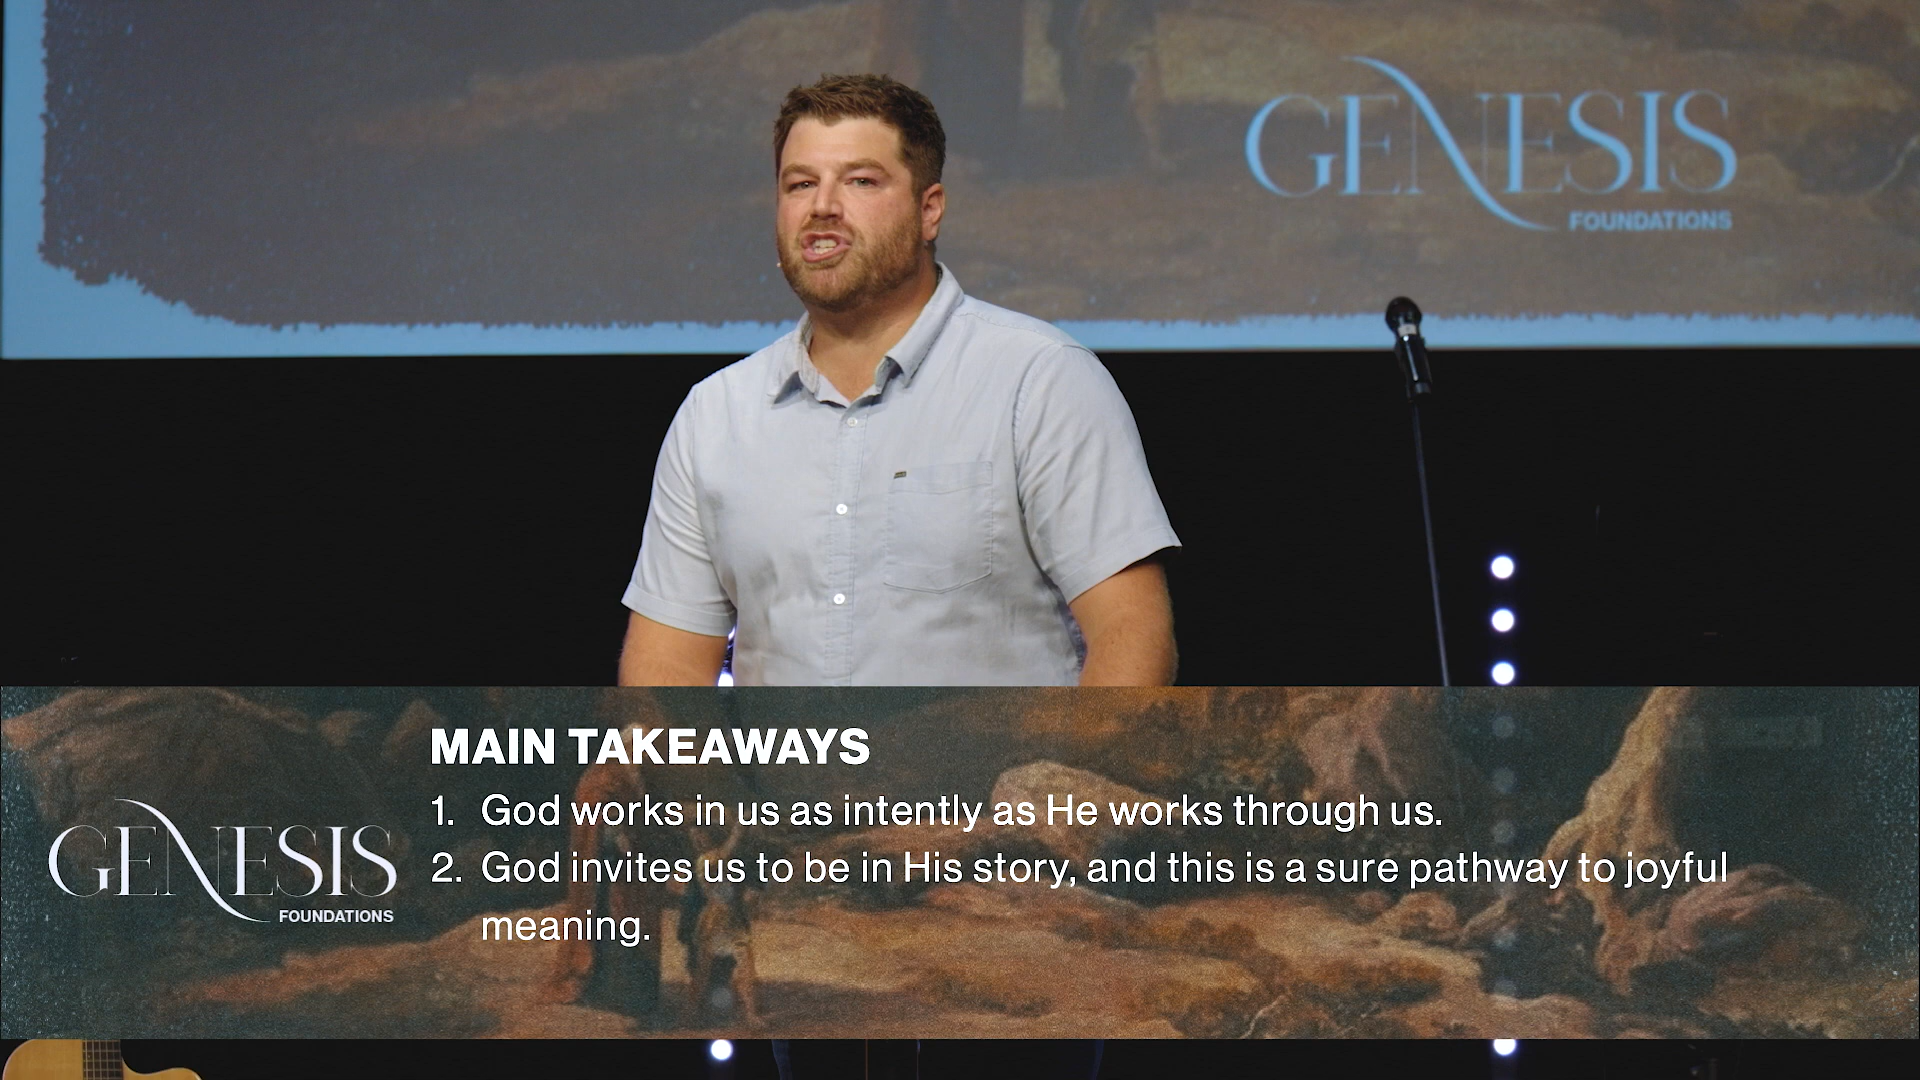 GENESIS
FOUNDATIONS
MAIN TAKEAWAYS
1. God works in us as intently as He works through us.
2. God invites us to be in His story, and this is a sure pathway to joyful
meaning.
GENESIS
FOUNDATIONS